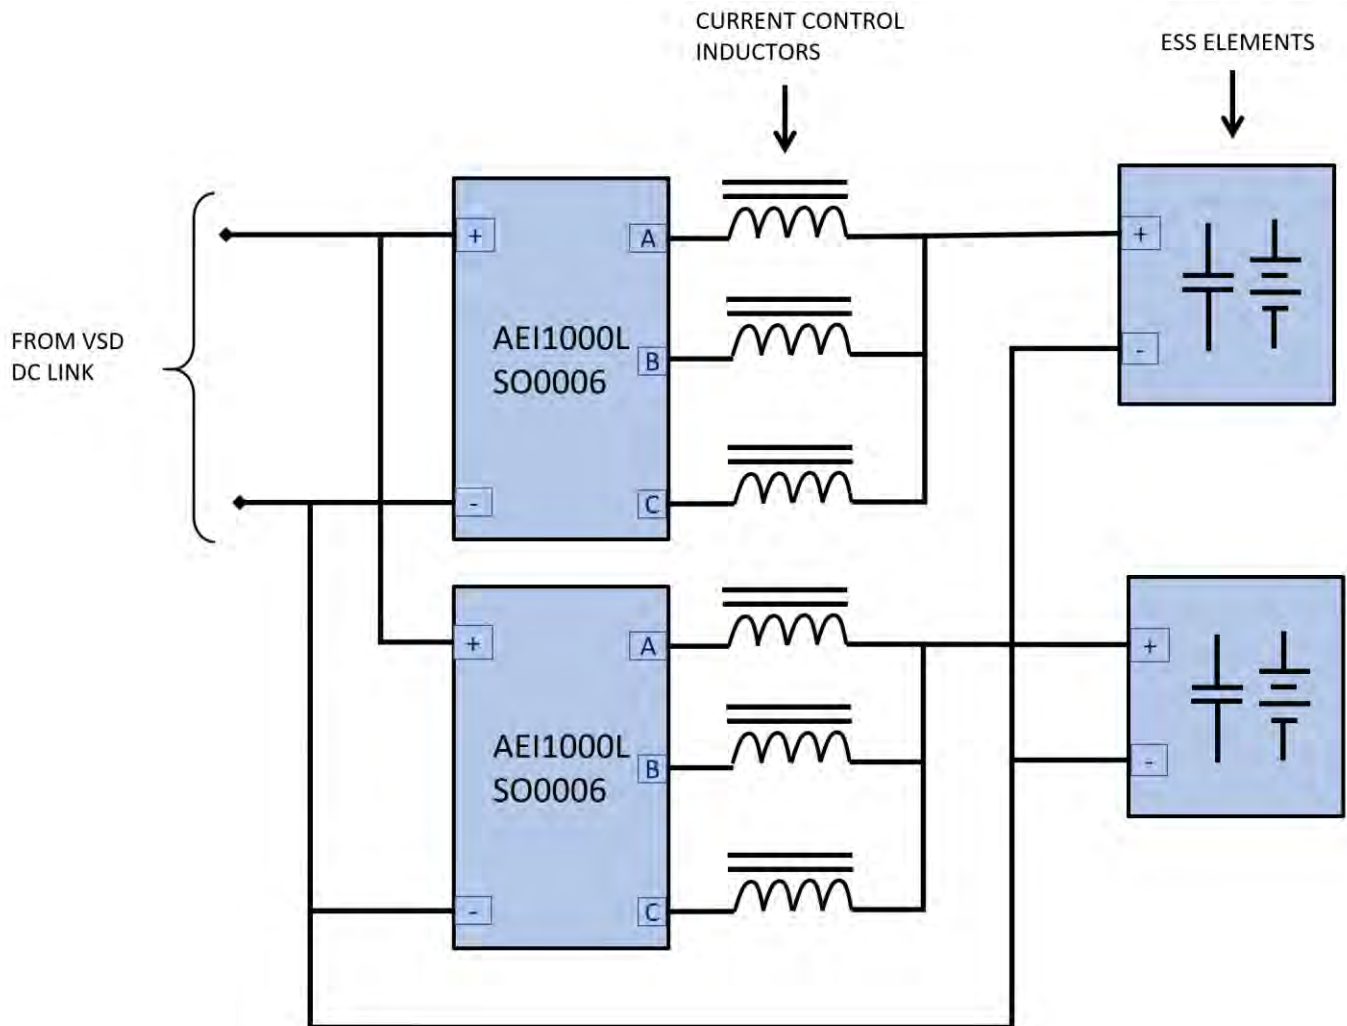 CURRENT CONTROL
INDUCTORS
ESS ELEMENTS
FROM VSD
DC LINK
+
-
AEI1000L
SO0006
A
B
C
+
-
+
-
AEI1000L
SO0006
A
B
C
+
-